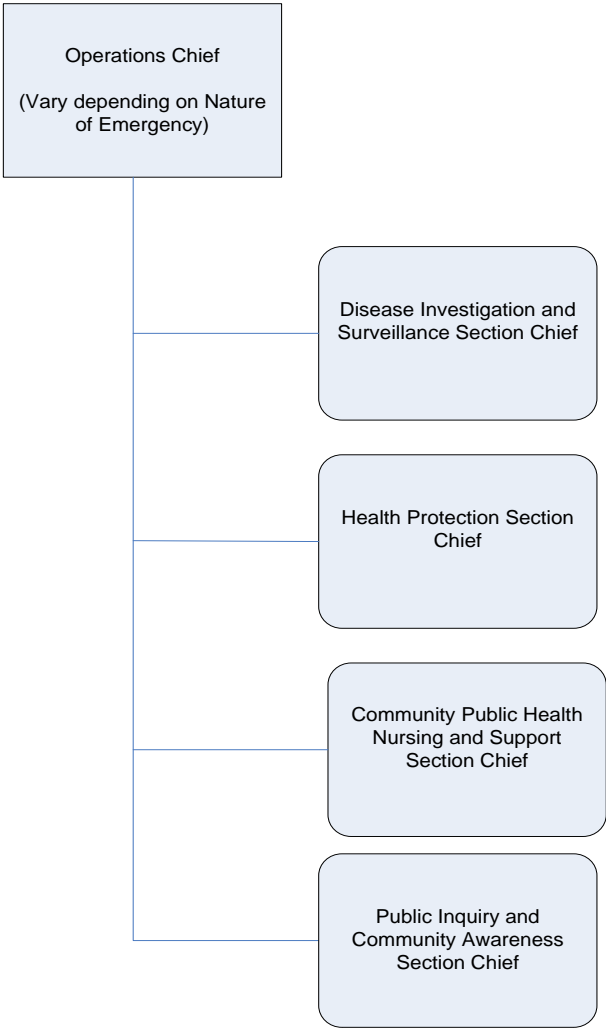 Operations Chief
(Vary depending on Nature
of Emergency)
Disease Investigation and
Surveillance Section Chief
Health Protection Section
Chief
Community Public Health
Nursing and Support
Section Chief
Public Inquiry and
Community Awareness
Section Chief